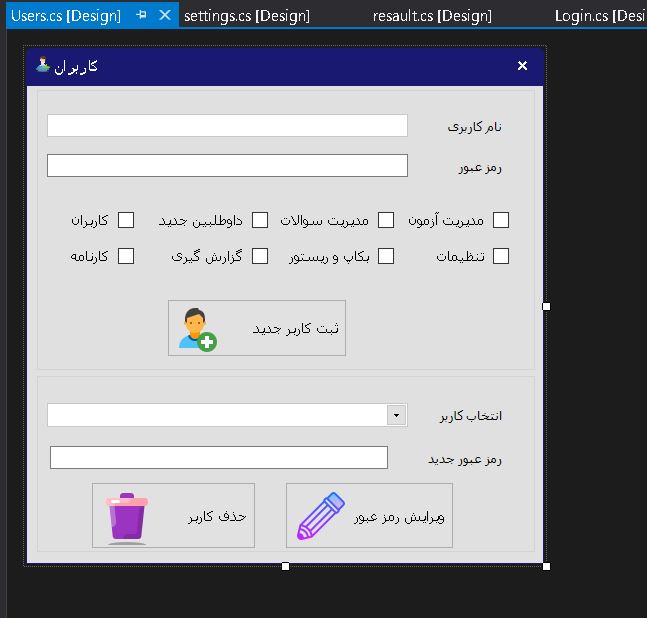 Users.cs [Design] settings.cs [Design] resault.cs [Design] Login.cs [Desi
کاربران
نام کاربری
رمز عبور
مدیریت آزمون مدیریت سوالات داوطلبین جدید کاربران
تنظیمات بکاپ و ریستور گزارش گیری کارنامه
ثبت کاربر جدید
انتخاب کاربر
رمز عبور جدید
ویرایش رمز عبور حذف کاربر